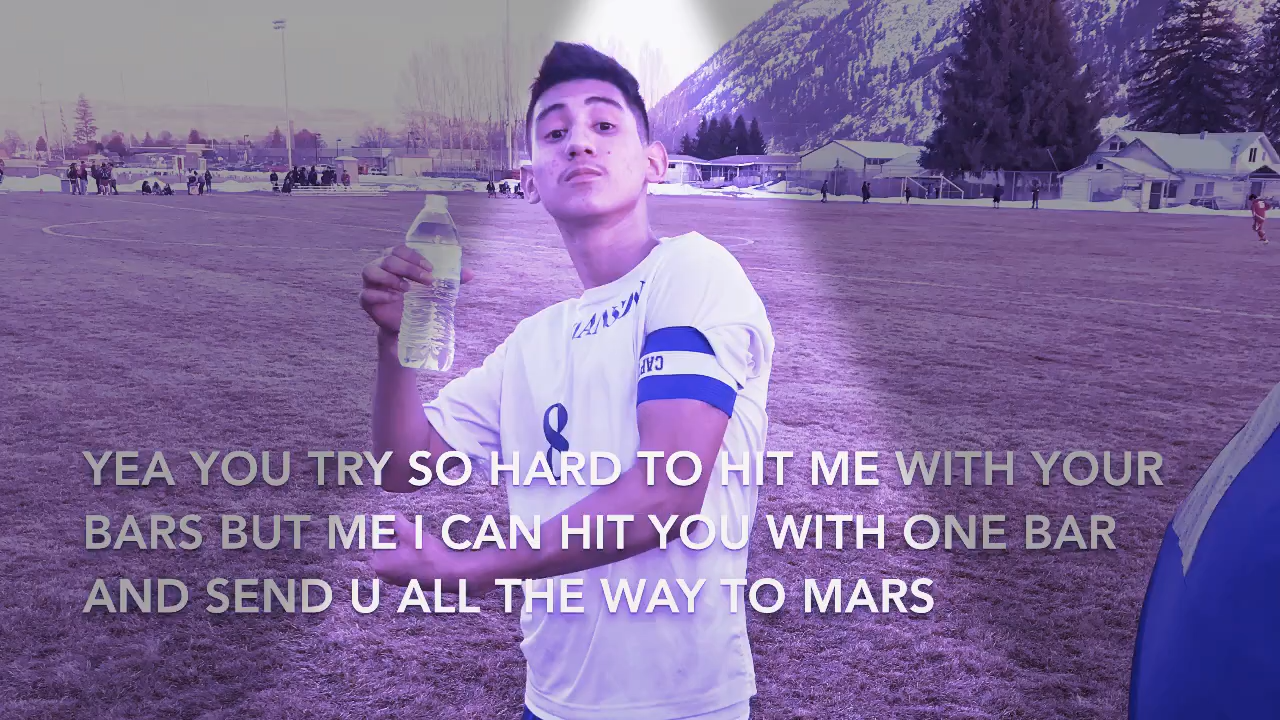 8
YEA YOU TRY SO HARD TO HIT ME WITH YOUR
BARS BUT ME I CAN HIT YOU WITH ONE BAR
AND SEND U ALL THE WAY TO MARS